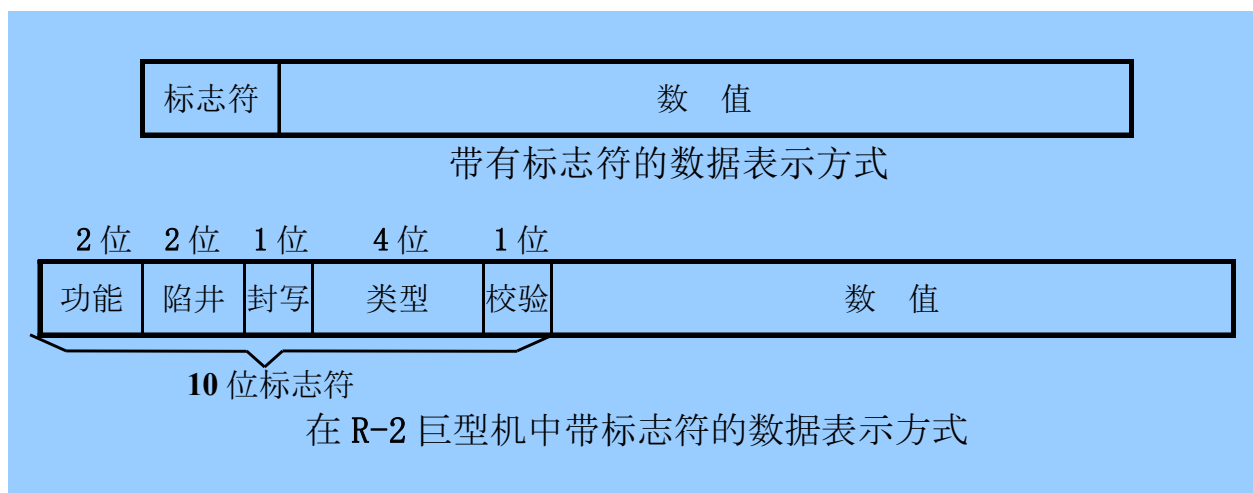 标志符 数 值
带有标志符的数据表示方式
2位 2位 1位 4位 1位
功能 陷井 封写 类型 校验 数 值
10位标志符
在R-2巨型机中带标志符的数据表示方式